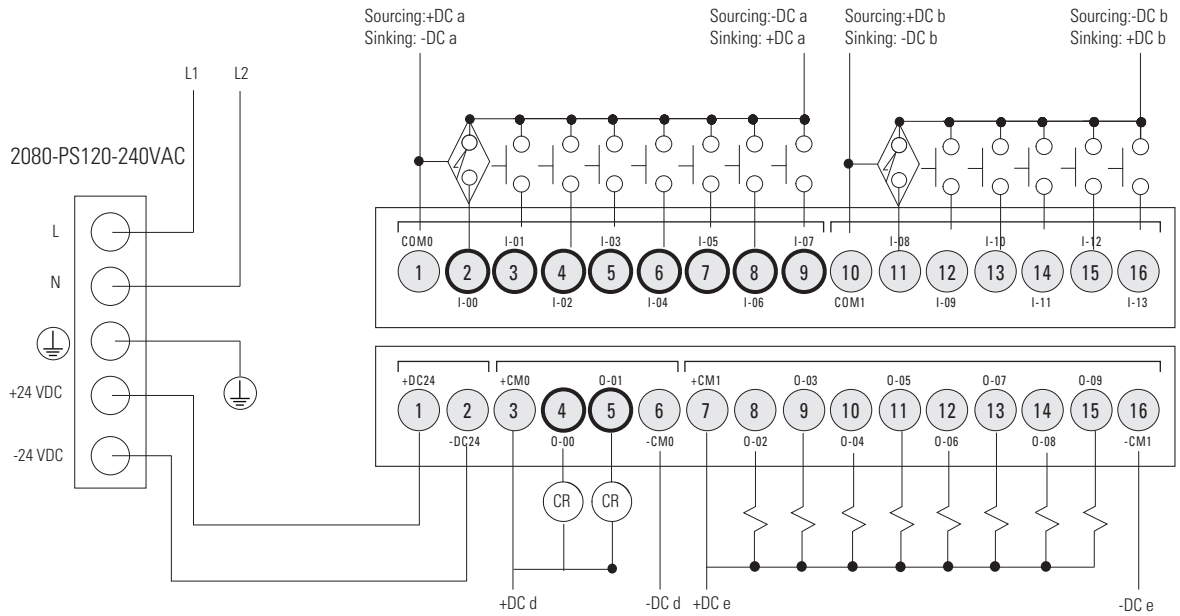 Sourcing:+DC a
Sinking: -DC a
Sourcing:-DC a
Sinking: +DC a
Sourcing:+DC b
Sinking: -DC b
Sourcing:-DC b
Sinking: +DC b
L1 L2
2080-PS120-240VAC
L
N
+24 VDC
-24 VDC
COM0 I-01 I-03 I-05 I-07 I-08 I-10 I-12
1 2 3 4 5 6 7 8 9 10 11 12 13 14 15 16
I-00 I-02 I-04 I-06 COM1 I-09 I-11 I-13
+DC24 +CM0 O-01 +CM1 O-03 O-05 O-07 O-09
1 2 3 4 5 6 7 8 9 10 11 12 13 14 15 16
-DC24 O-00 -CM0 O-02 O-04 O-06 O-08 -CM1
CR CR
+DC d -DC d +DC e -DC e